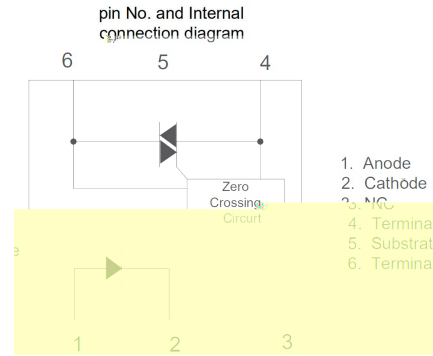 pin No. and Internal
connection diagram
6 5 4
Zero
Crossing
Circurt
1. Anode
2. Cathode
3. NC
4. Termina
5. Substrat
6. Termina
e
1 2 3